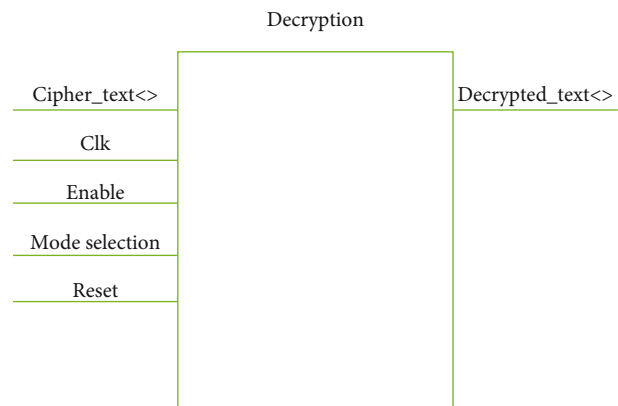 Decryption
Cipher_text<>
Decrypted_text<>
Clk
Enable
Mode selection
Reset